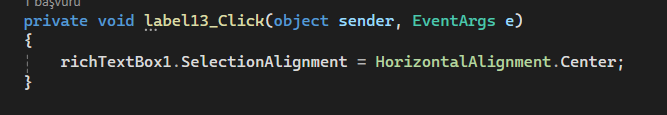 1 başvuru
private void label13_Click(object sender, EventArgs e)
{
richTextBox1.SelectionAlignment = HorizontalAlignment.Center;
}